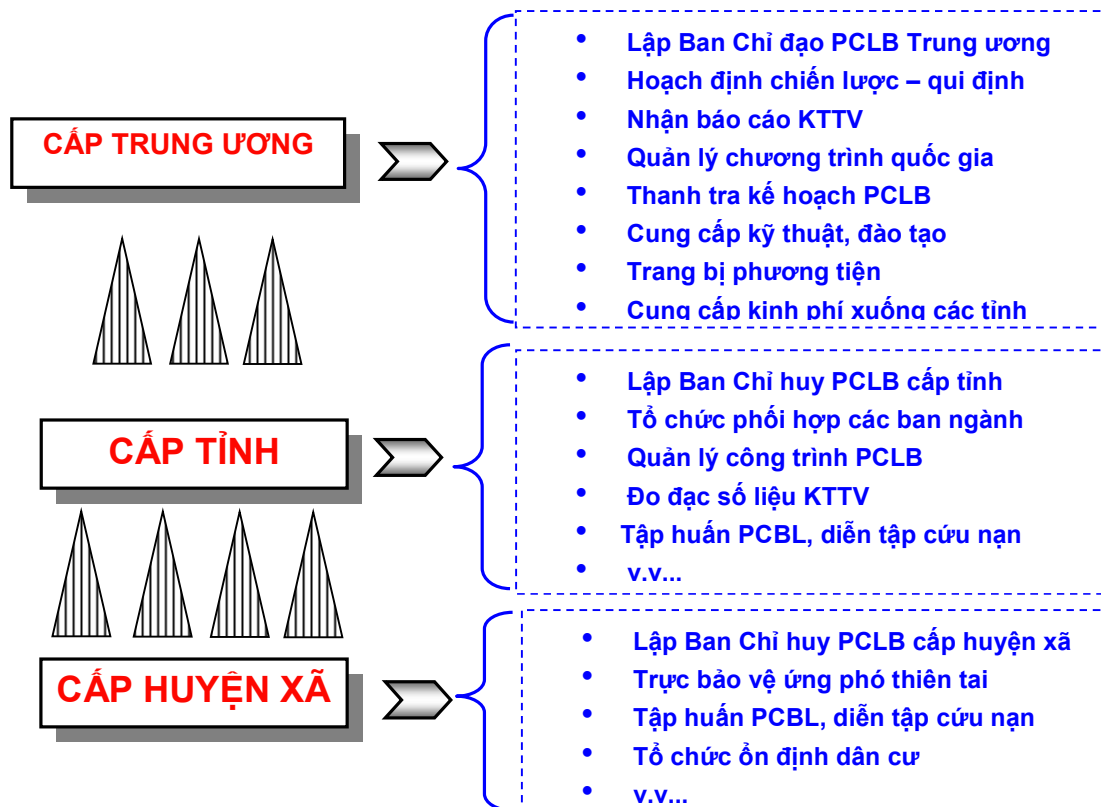 CẤP TRUNG ƯƠNG
• Lập Ban Chỉ đạo PCLB Trung ương
• Hoạch định chiến lược – qui định
• Nhận báo cáo KTTV
• Quản lý chương trình quốc gia
• Thanh tra kế hoạch PCLB
• Cung cấp kỹ thuật, đào tạo
• Trang bị phương tiện
• Cung cấp kinh phí xuống các tỉnh
CẤP TỈNH
• Lập Ban Chỉ huy PCLB cấp tỉnh
• Tổ chức phối hợp các ban ngành
• Quản lý công trình PCLB
• Đo đạc số liệu KTTV
• Tập huấn PCBL, diễn tập cứu nạn
• v.v...
CẤP HUYỆN XÃ
• Lập Ban Chỉ huy PCLB cấp huyện xã
• Trực bảo vệ ứng phó thiên tai
• Tập huấn PCBL, diễn tập cứu nạn
• Tổ chức ổn định dân cư
• v.v...